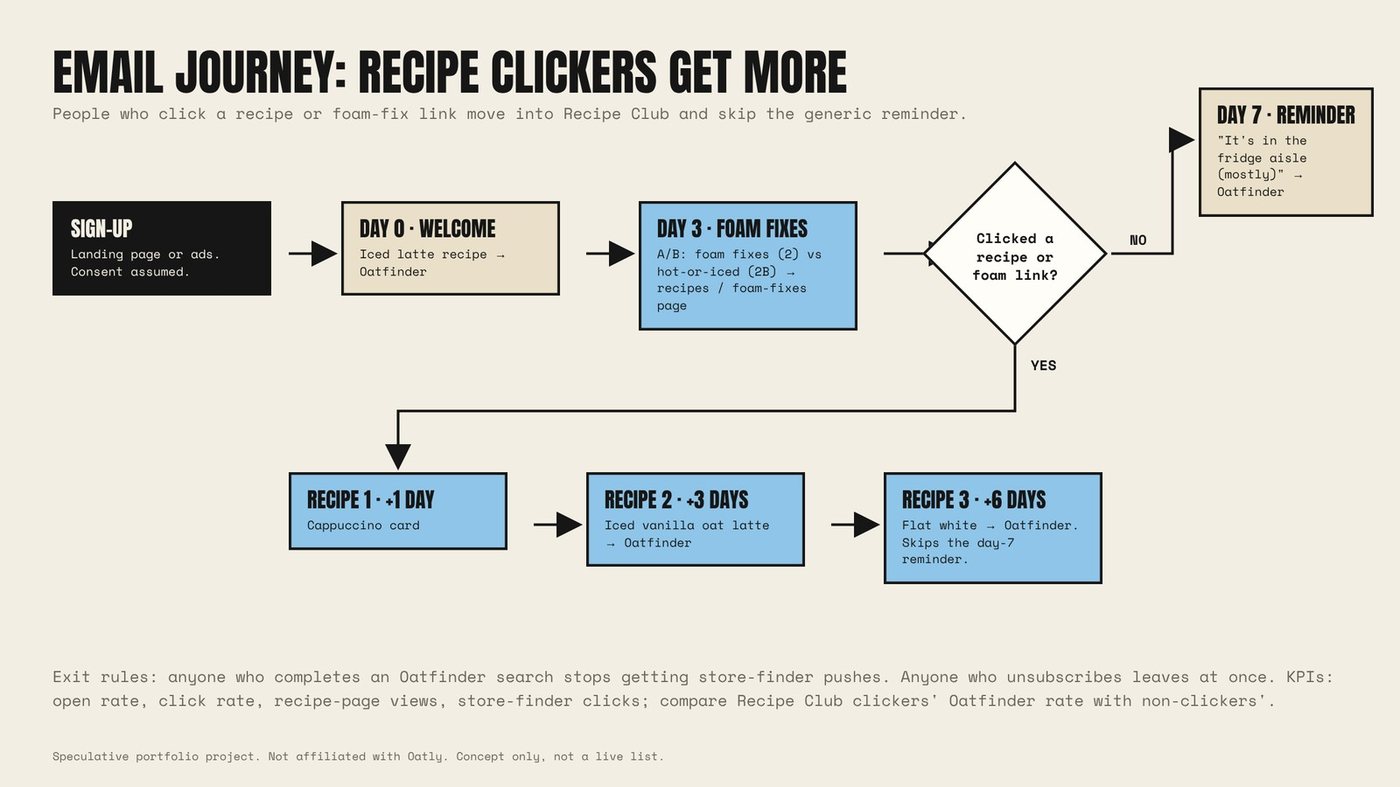 EMAIL JOURNEY: RECIPE CLICKERS GET MORE
People who click a recipe or foam-fix link move into Recipe Club and skip the generic reminder.
SIGN-UP
Landing page or ads.
Consent assumed.
DAY 0 · WELCOME
Iced latte recipe →
Oatfinder
DAY 3 · FOAM FIXES
A/B: foam fixes (2) vs
hot-or-iced (2B) →
recipes / foam-fixes
page
Clicked a
recipe or
foam link?
NO
DAY 7 · REMINDER
"It's in the
fridge aisle
(mostly)" →
Oatfinder
YES
RECIPE 1 · +1 DAY
Cappuccino card
RECIPE 2 · +3 DAYS
Iced vanilla oat latte
→ Oatfinder
RECIPE 3 · +6 DAYS
Flat white → Oatfinder.
Skips the day-7
reminder.
Exit rules: anyone who completes an Oatfinder search stops getting store-finder pushes. Anyone who unsubscribes leaves at once. KPIs:
open rate, click rate, recipe-page views, store-finder clicks; compare Recipe Club clickers' Oatfinder rate with non-clickers'.
Speculative portfolio project. Not affiliated with Oatly. Concept only, not a live list.